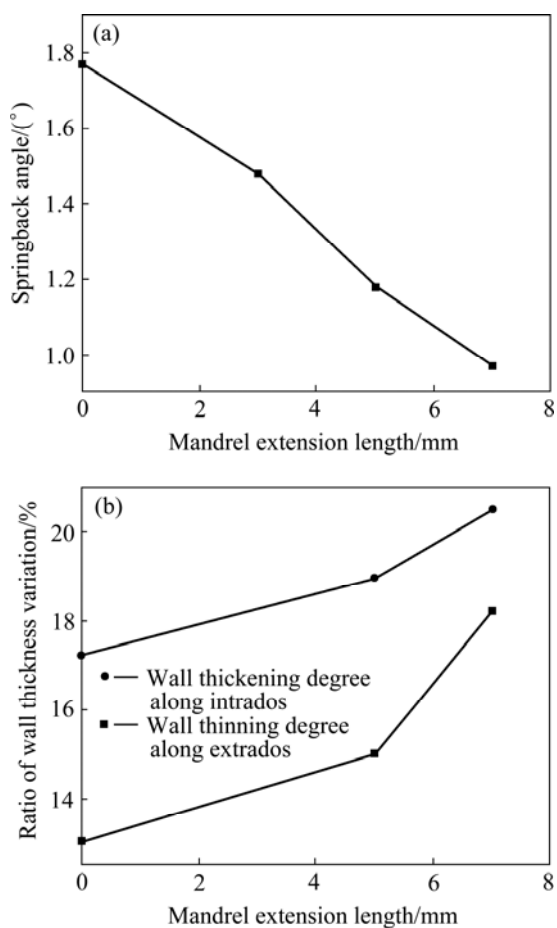 (a)
1.8
1.6
1.4
1.2
1.0
Springback angle/(°)
0 2 4 6 8
Mandrel extension length/mm
(b)
20
18
16
14
Ratio of wall thickness variation/%
Wall thickening degree
along intrados
Wall thinning degree
along extrados
0 2 4 6 8
Mandrel extension length/mm